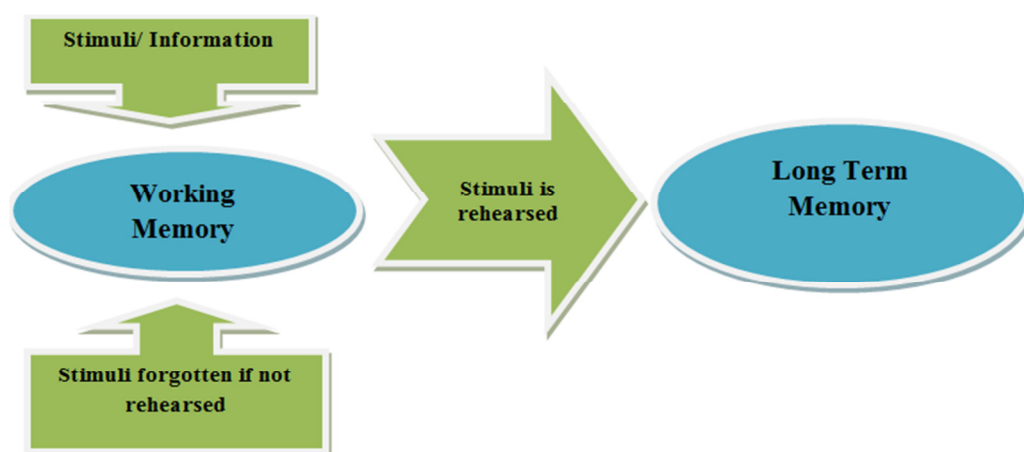 Stimuli/ Information
Working
Memory
Stimuli is
rehearsed
Long Term
Memory
Stimuli forgotten if not
rehearsed